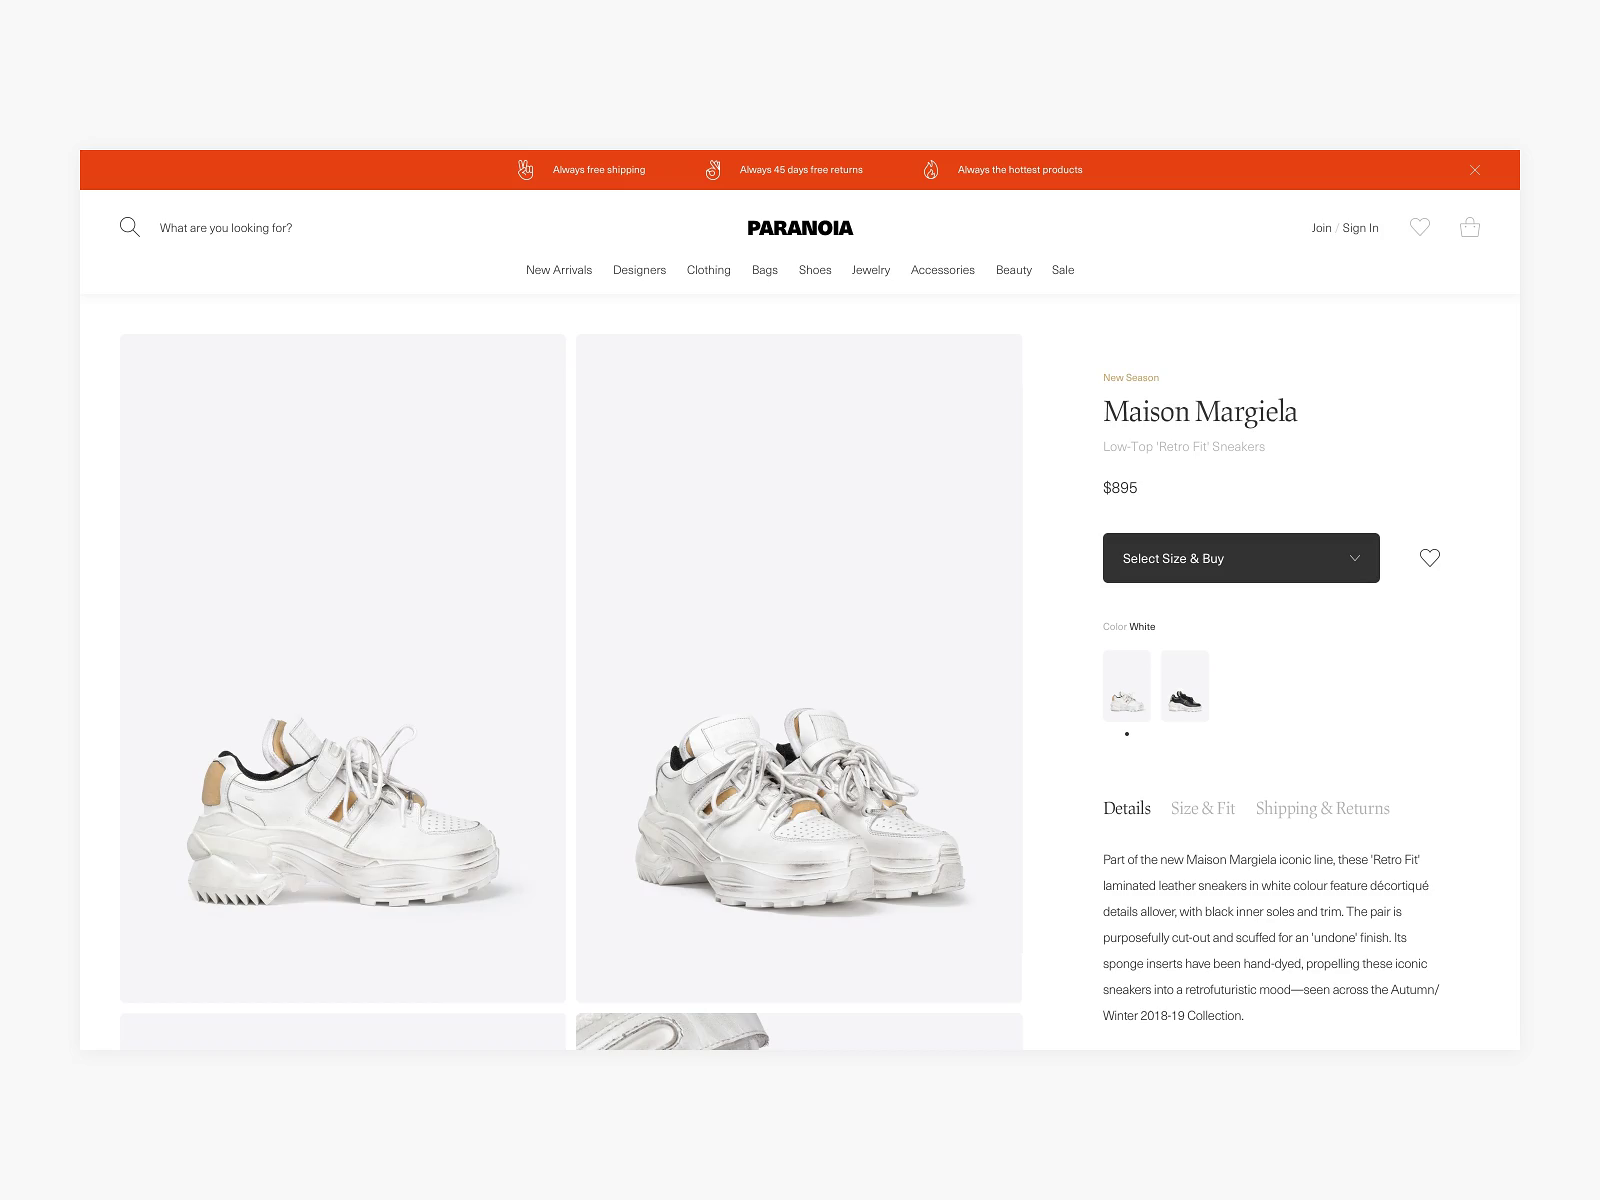 Always free shipping
Always 45 days free returns
Always the hottest products
What are you looking for?
PARANOIA
Join / Sign In
New Arrivals
Designers
Clothing
Bags
Shoes
Jewelry
Accessories
Beauty
Sale
New Season
Maison Margiela
Low-Top 'Retro Fit' Sneakers
$895
Select Size & Buy
Color White
Details
Size & Fit
Shipping & Returns
Part of the new Maison Margiela iconic line, these 'Retro Fit'
laminated leather sneakers in white colour feature décortiqué
details allover, with black inner soles and trim. The pair is
purposefully cut-out and scuffed for an 'undone' finish. Its
sponge inserts have been hand-dyed, propelling these iconic
sneakers into a retrofuturistic mood—seen across the Autumn/
Winter 2018-19 Collection.